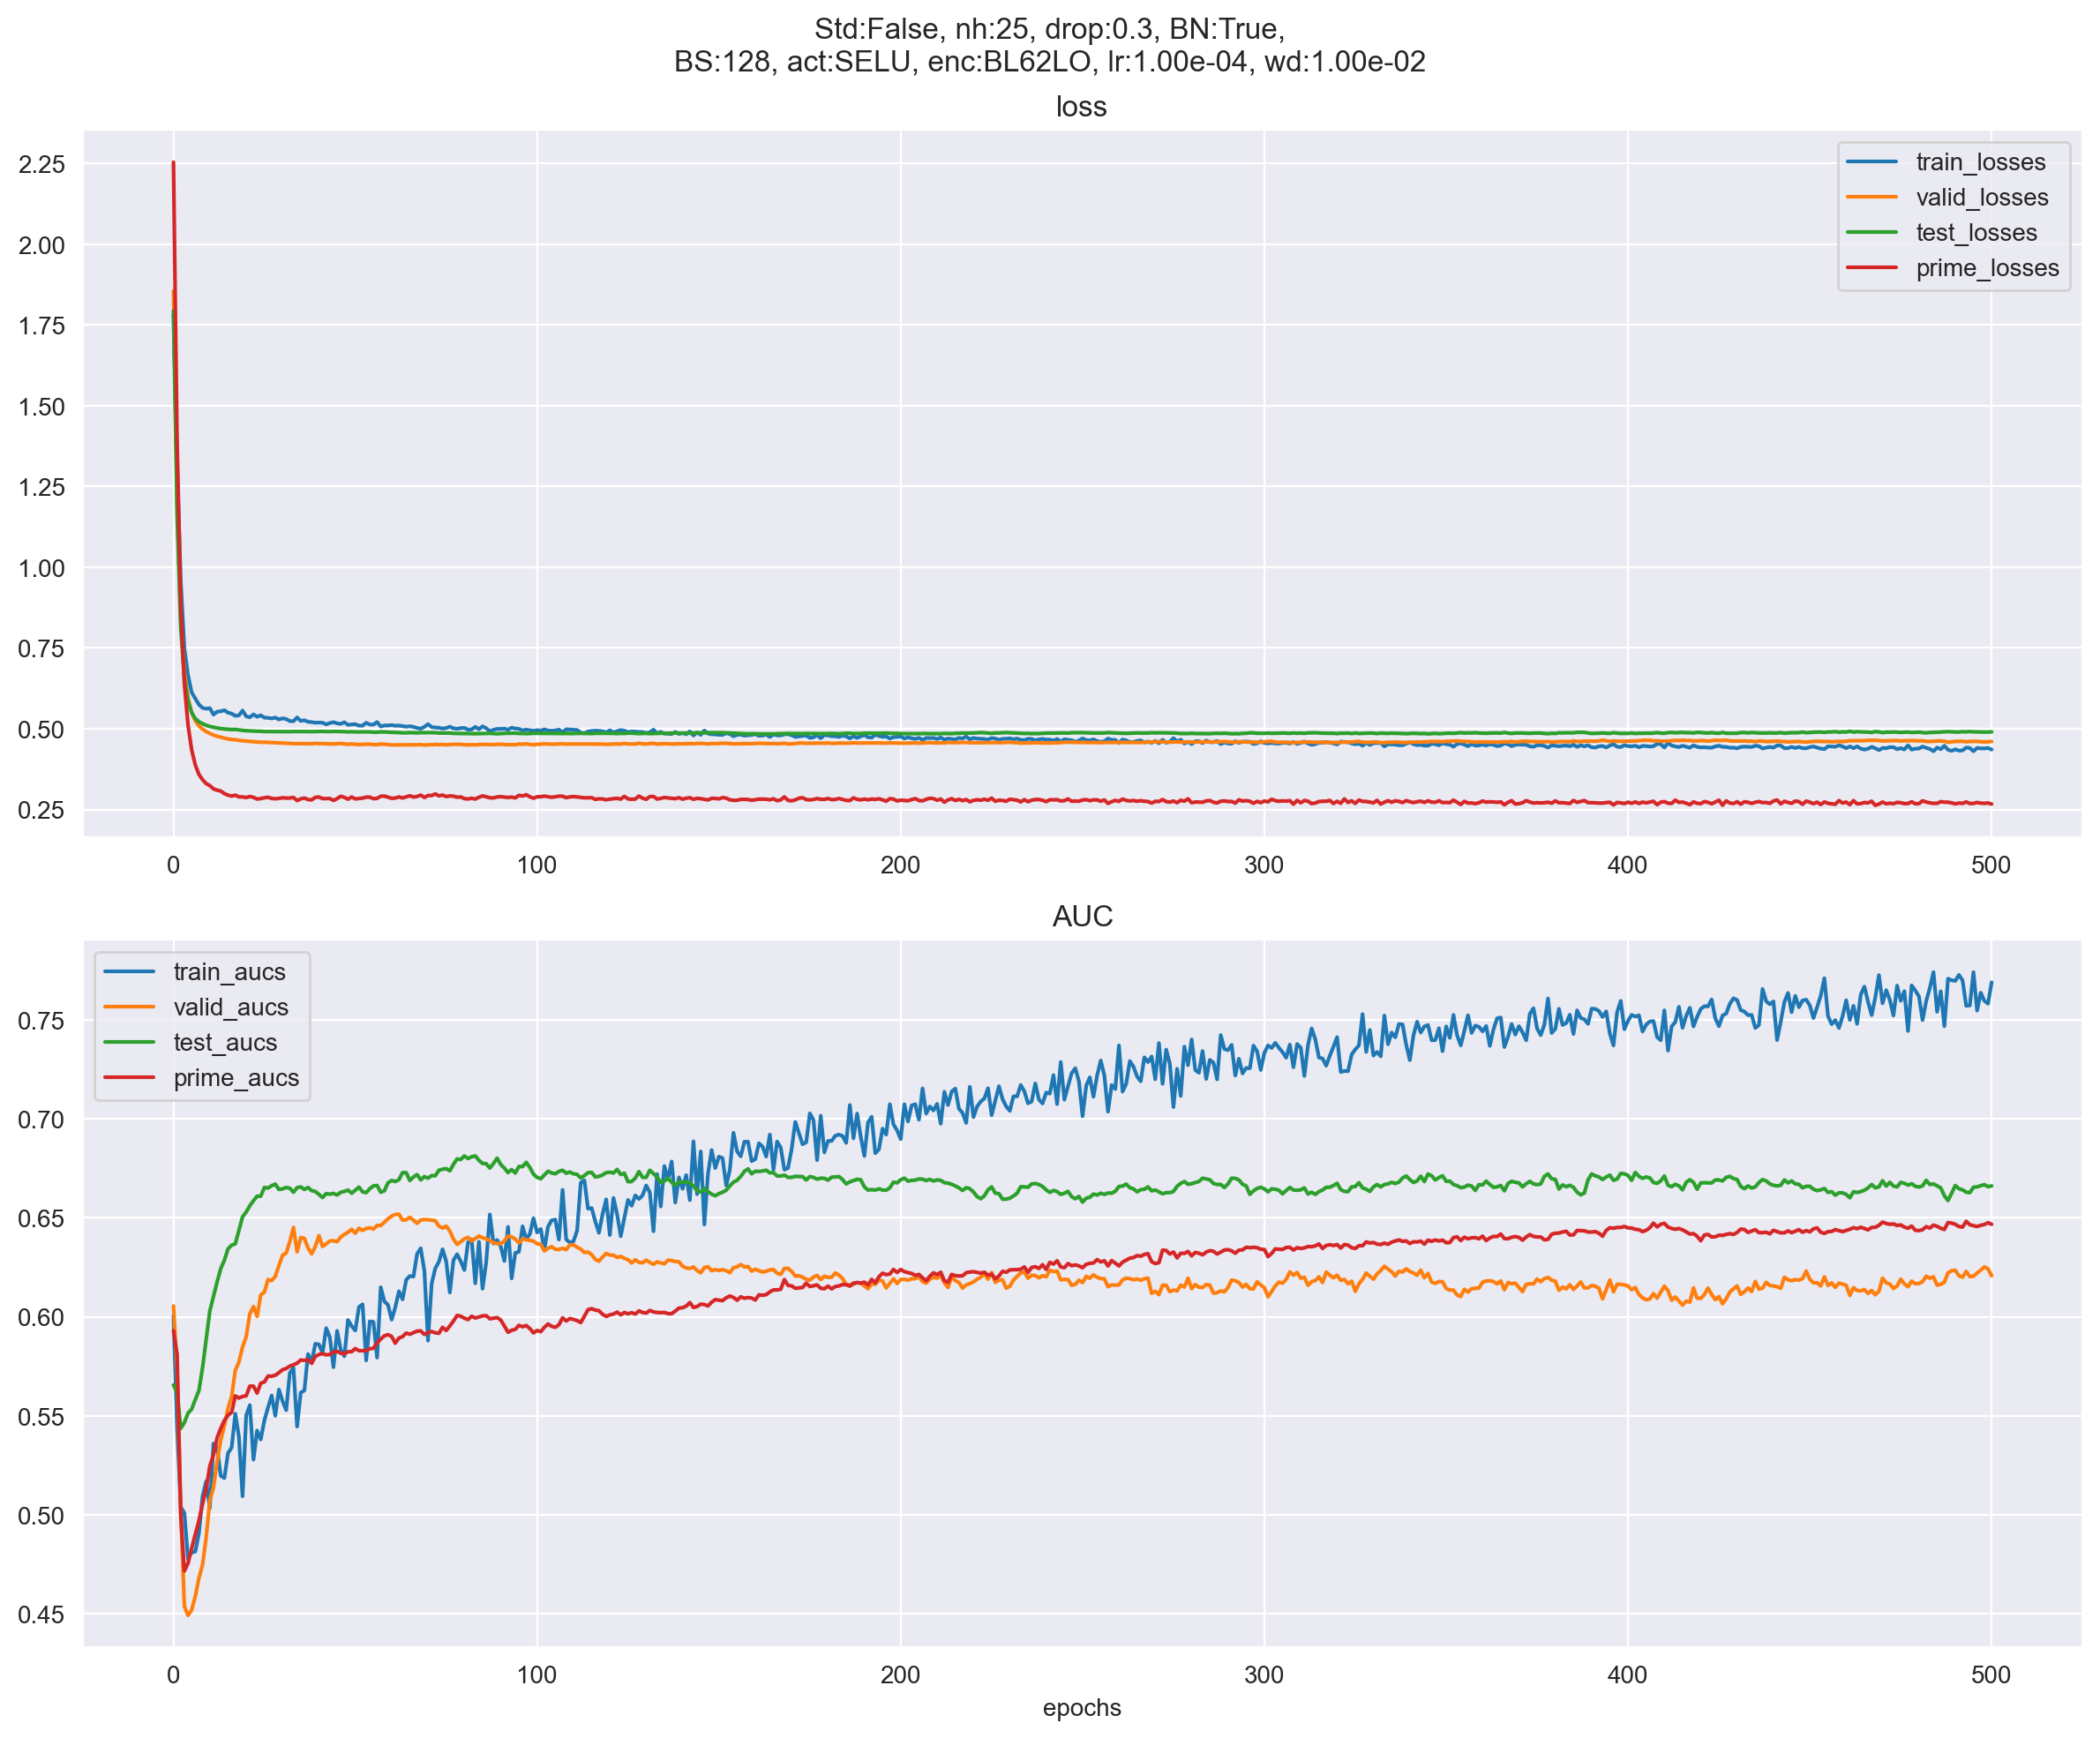 Std:False, nh:25, drop:0.3, BN:True,
BS:128, act:SELU, enc:BL62LO, lr:1.00e-04, wd:1.00e-02
loss
2.25
2.00
1.75
1.50
1.25
1.00
0.75
0.50
0.25
train_losses
valid_losses
test_losses
prime_losses
0 100 200 300 400 500
AUC
train_aucs
valid_aucs
test_aucs
prime_aucs
0.75
0.70
0.65
0.60
0.55
0.50
0.45
0 100 200 300 400 500
epochs